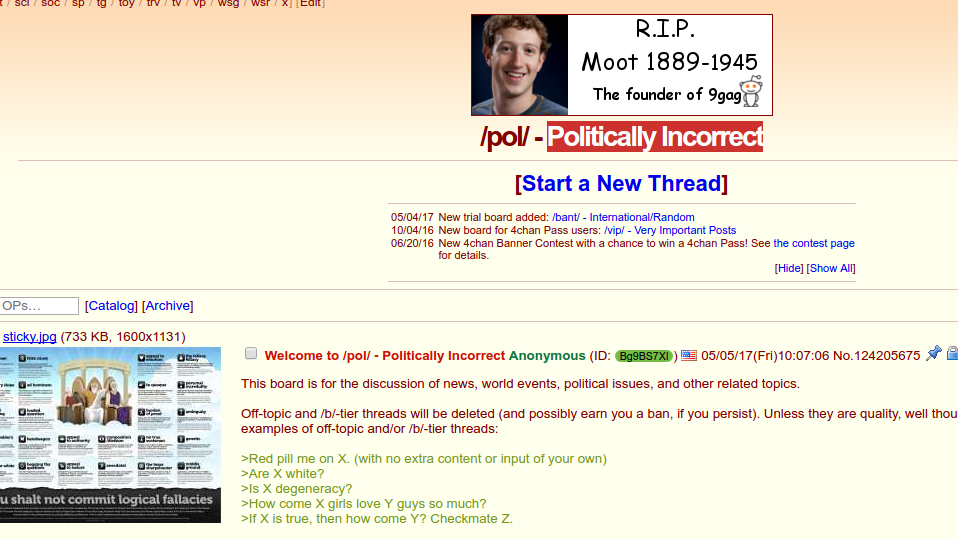 t / sci / soc / sp / tg / toy / trv / tv / vp / wsg / wsr / x] [Edit]
R.I.P.
Moot 1889-1945
The founder of 9gag
/pol/ - Politically Incorrect
[Start a New Thread]
05/04/17 New trial board added: /bant/ - International/Random
10/04/16 New board for 4chan Pass users: /vip/ - Very Important Posts
06/20/16 New 4chan Banner Contest with a chance to win a 4chan Pass! See the contest page
for details.
[Hide] [Show All]
OPs… [Catalog] [Archive]
sticky.jpg (733 KB, 1600x1131)
Welcome to /pol/ - Politically Incorrect Anonymous (ID: Bg9BS7Xl) 05/05/17(Fri)10:07:06 No.124205675
This board is for the discussion of news, world events, political issues, and other related topics.
Off-topic and /b/-tier threads will be deleted (and possibly earn you a ban, if you persist). Unless they are quality, well thou
examples of off-topic and/or /b/-tier threads:
>Red pill me on X. (with no extra content or input of your own)
>Are X white?
>Is X degeneracy?
>How come X girls love Y guys so much?
>If X is true, then how come Y? Checkmate Z.
u shalt not commit logical fallacies